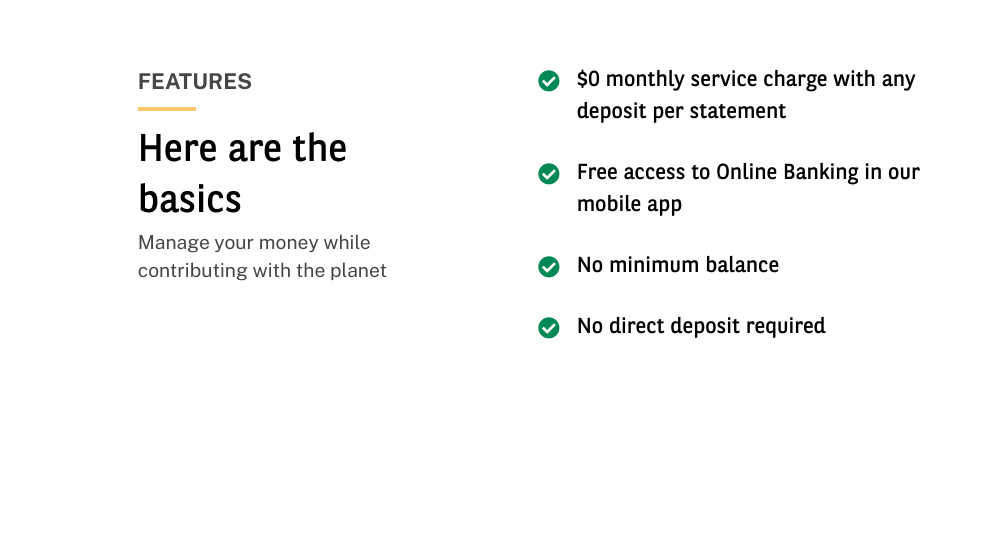 FEATURES
Here are the
basics
Manage your money while
contributing with the planet
$0 monthly service charge with any
deposit per statement
Free access to Online Banking in our
mobile app
No minimum balance
No direct deposit required